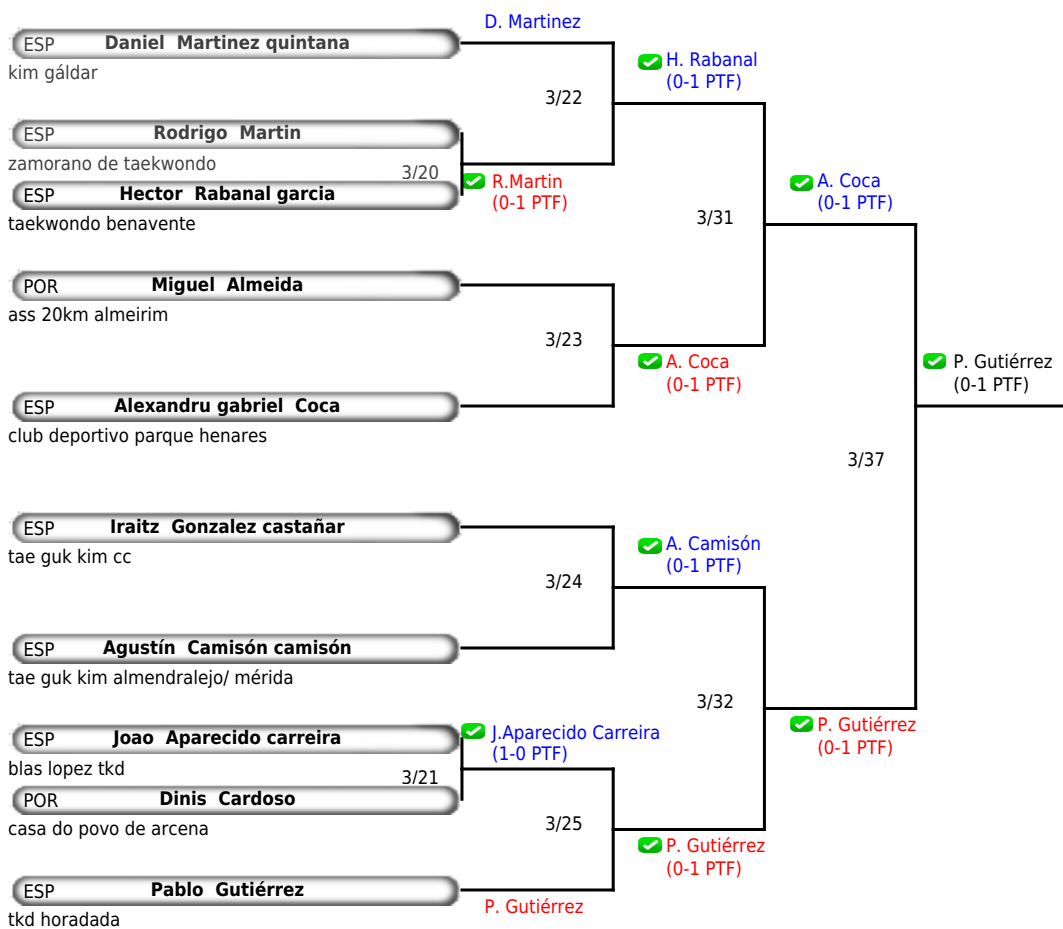 D. Martinez
ESP Daniel Martinez quintana
kim gáldar
H. Rabanal
(0-1 PTF)
3/22
ESP Rodrigo Martin
zamorano de taekwondo
3/20
R.Martin
(0-1 PTF)
ESP Hector Rabanal garcia
taekwondo benavente
A. Coca
(0-1 PTF)
3/31
POR Miguel Almeida
ass 20km almeirim
3/23
A. Coca
(0-1 PTF)
P. Gutiérrez
(0-1 PTF)
ESP Alexandru gabriel Coca
club deportivo parque henares
3/37
ESP Iraitz Gonzalez castañar
tae guk kim cc
A. Camisón
(0-1 PTF)
3/24
ESP Agustín Camisón camisón
tae guk kim almendralejo/ mérida
3/32
P. Gutiérrez
(0-1 PTF)
ESP Joao Aparecido carreira
blas lopez tkd
J.Aparecido Carreira
(1-0 PTF)
3/21
POR Dinis Cardoso
casa do povo de arcena
3/25
P. Gutiérrez
(0-1 PTF)
ESP Pablo Gutiérrez
tkd horadada
P. Gutiérrez